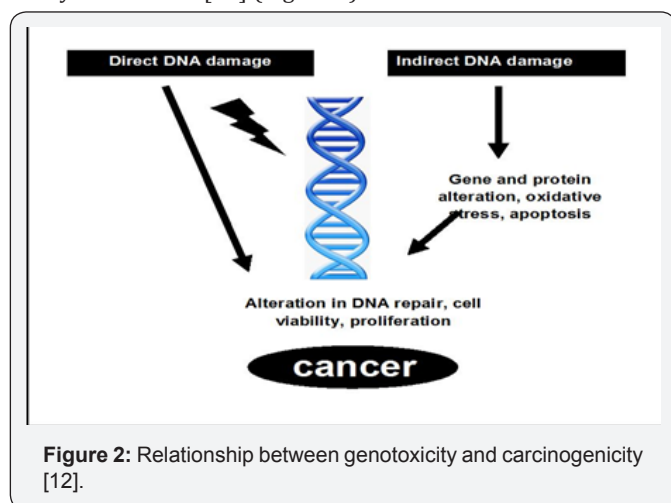 Direct DNA damage
Indirect DNA damage
Gene and protein
alteration, oxidative
stress, apoptosis
Alteration in DNA repair, cell
viability, proliferation
cancer
Figure 2: Relationship between genotoxicity and carcinogenicity
[12].